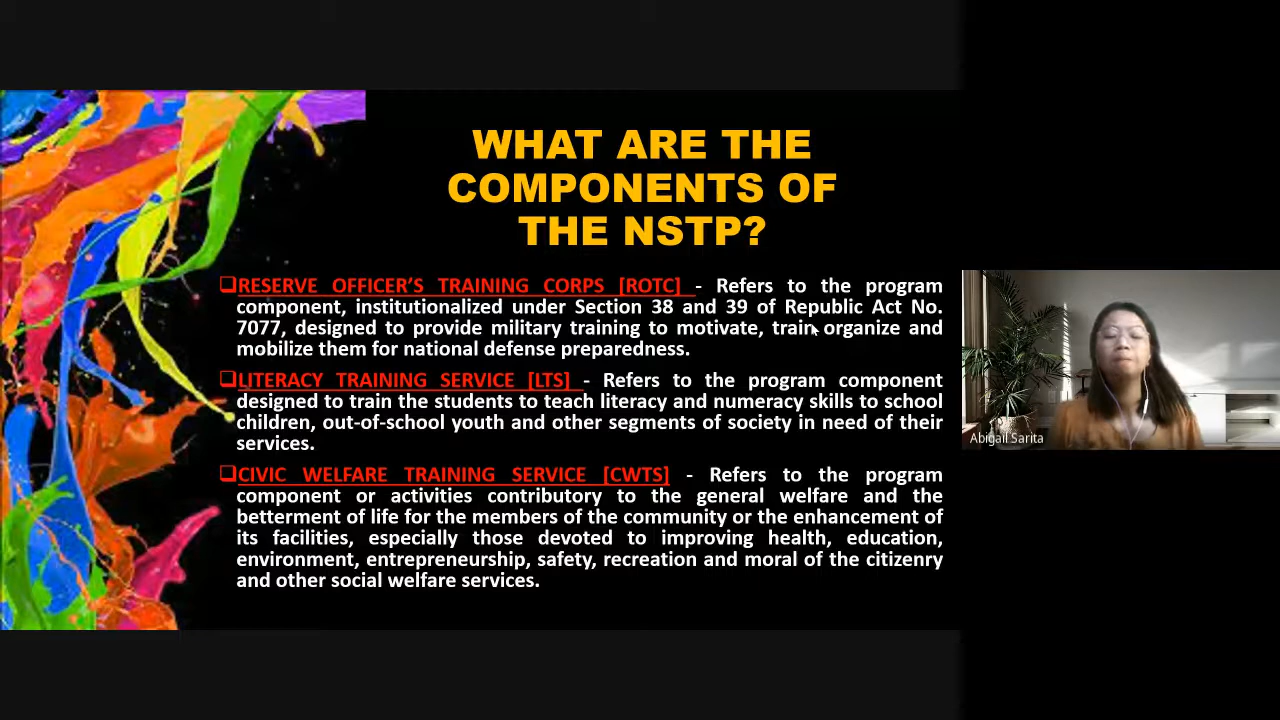 WHAT ARE THE
COMPONENTS OF
THE NSTP?
RESERVE OFFICER'S TRAINING CORPS [ROTC] - Refers to the program
component, institutionalized under Section 38 and 39 of Republic Act No.
7077, designed to provide military training to motivate, train organize and
mobilize them for national defense preparedness.
LITERACY TRAINING SERVICE [LTS] - Refers to the program component
designed to train the students to teach literacy and numeracy skills to school
children, out-of-school youth and other segments of society in need of their
services.
CIVIC WELFARE TRAINING SERVICE [CWTS] - Refers to the program
component or activities contributory to the general welfare and the
betterment of life for the members of the community or the enhancement of
its facilities, especially those devoted to improving health, education,
environment, entrepreneurship, safety, recreation and moral of the citizenry
and other social welfare services.
Abigail Sarita